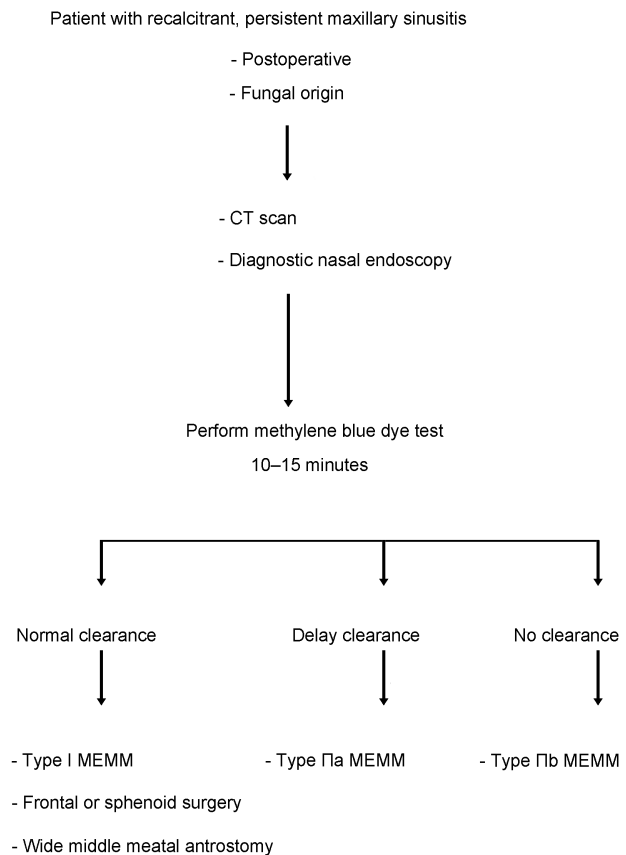 Patient with recalcitrant, persistent maxillary sinusitis
- Postoperative
- Fungal origin
- CT scan
- Diagnostic nasal endoscopy
Perform methylene blue dye test
10–15 minutes
Normal clearance
Delay clearance
No clearance
- Type I MEMM
- Type Πa MEMM
- Type Πb MEMM
- Frontal or sphenoid surgery
- Wide middle meatal antrostomy